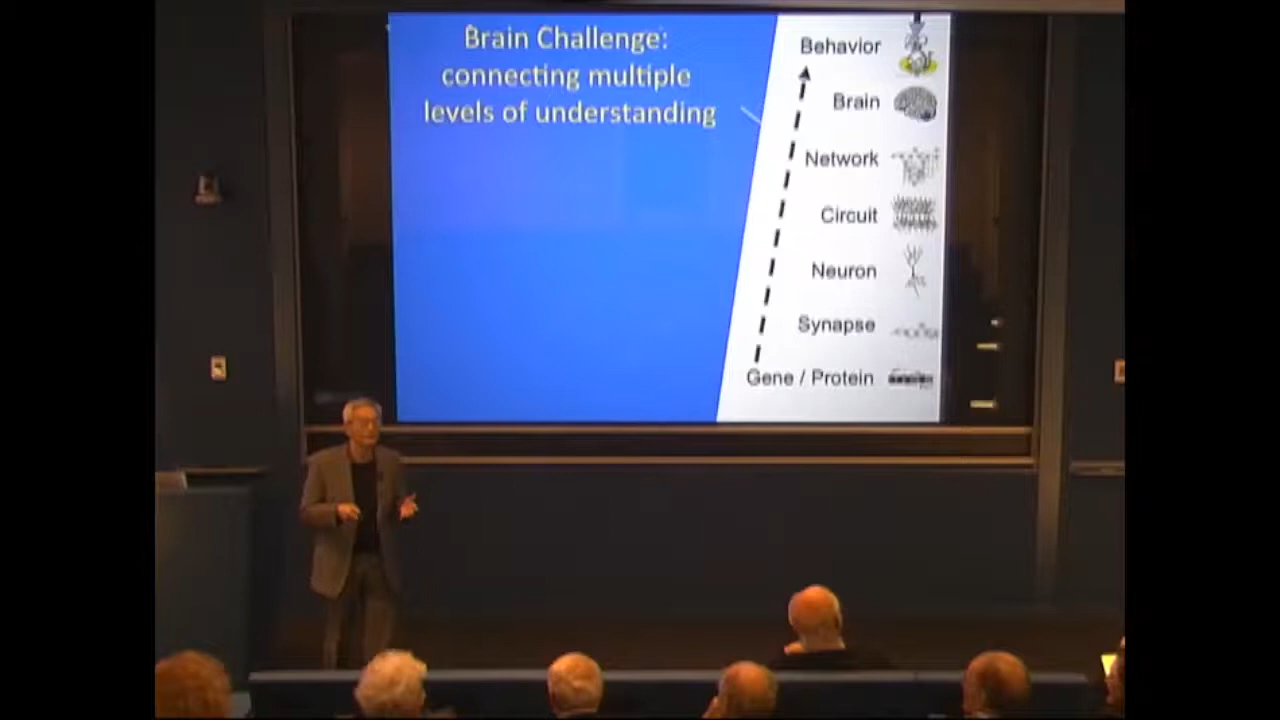 Brain Challenge:
connecting multiple
levels of understanding
Behavior
Brain
Network
Circuit
Neuron
Synapse
Gene / Protein